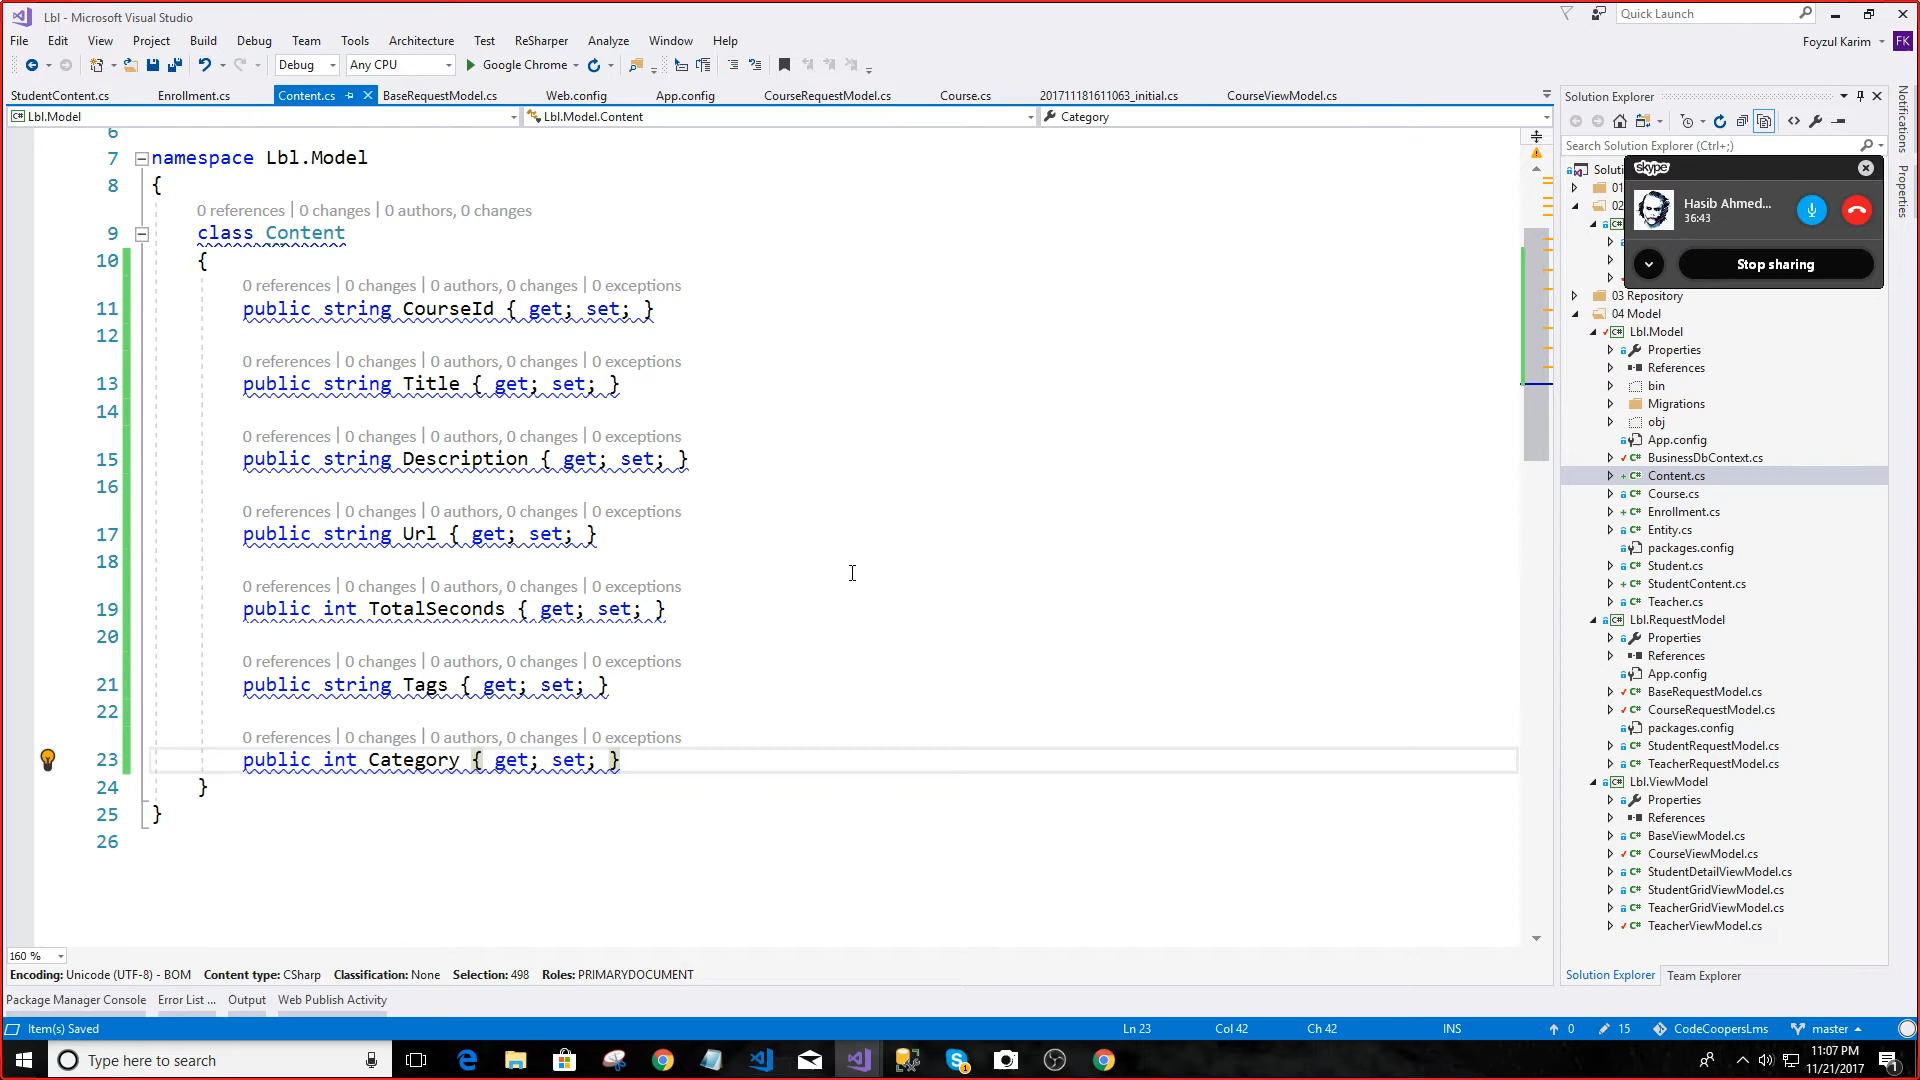 Lbl - Microsoft Visual Studio
Quick Launch
File Edit View Project Build Debug Team Tools Architecture Test ReSharper Analyze Window Help
Foyzul Karim FK
Debug Any CPU Google Chrome
StudentContent.cs Enrollment.cs Content.cs BaseRequestModel.cs Web.config App.config CourseRequestModel.cs Course.cs 201711181611063_initial.cs CourseViewModel.cs
Lbl.Model Lbl.Model.Content Category
6
7 namespace Lbl.Model
8 {
0 references | 0 changes | 0 authors, 0 changes
9 class Content
10 {
0 references | 0 changes | 0 authors, 0 changes | 0 exceptions
11 public string CourseId { get; set; }
12
0 references | 0 changes | 0 authors, 0 changes | 0 exceptions
13 public string Title { get; set; }
14
0 references | 0 changes | 0 authors, 0 changes | 0 exceptions
15 public string Description { get; set; }
16
0 references | 0 changes | 0 authors, 0 changes | 0 exceptions
17 public string Url { get; set; }
18
0 references | 0 changes | 0 authors, 0 changes | 0 exceptions
19 public int TotalSeconds { get; set; }
20
0 references | 0 changes | 0 authors, 0 changes | 0 exceptions
21 public string Tags { get; set; }
22
0 references | 0 changes | 0 authors, 0 changes | 0 exceptions
23 public int Category { get; set; }
24 }
25 }
26
160 %
Encoding: Unicode (UTF-8) - BOM Content type: CSharp Classification: None Selection: 498 Roles: PRIMARYDOCUMENT
Solution Explorer
Search Solution Explorer (Ctrl+;)
Soluti
01
02
skype
Hasib Ahmed...
36:43
Stop sharing
03 Repository
04 Model
Lbl.Model
Properties
References
bin
Migrations
obj
App.config
BusinessDbContext.cs
Content.cs
Course.cs
Enrollment.cs
Entity.cs
packages.config
Student.cs
StudentContent.cs
Teacher.cs
Lbl.RequestModel
Properties
References
App.config
BaseRequestModel.cs
CourseRequestModel.cs
packages.config
StudentRequestModel.cs
TeacherRequestModel.cs
Lbl.ViewModel
Properties
References
BaseViewModel.cs
CourseViewModel.cs
StudentDetailViewModel.cs
StudentGridViewModel.cs
TeacherGridViewModel.cs
TeacherViewModel.cs
Solution Explorer Team Explorer
Notifications
Properties
Package Manager Console Error List ... Output Web Publish Activity
Item(s) Saved Ln 23 Col 42 Ch 42 INS 0 15 CodeCoopersLms master
Type here to search
11:07 PM
11/21/2017
1